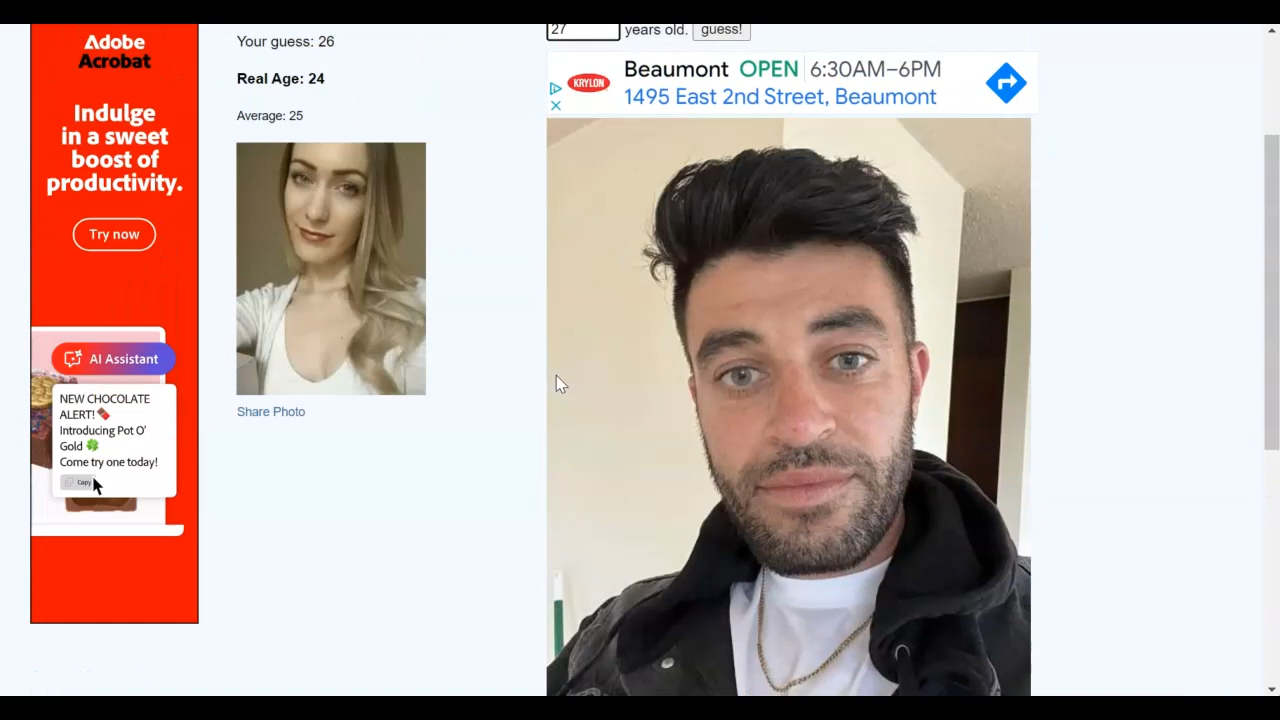 Adobe
Acrobat
Indulge
in a sweet
boost of
productivity.
Try now
AI Assistant
NEW CHOCOLATE
ALERT! 🍫
Introducing Pot O'
Gold 🍀
Come try one today!
Copy
Your guess: 26
Real Age: 24
Average: 25
Share Photo
27 years old. guess!
KRYLON
Beaumont OPEN 6:30AM–6PM
1495 East 2nd Street, Beaumont